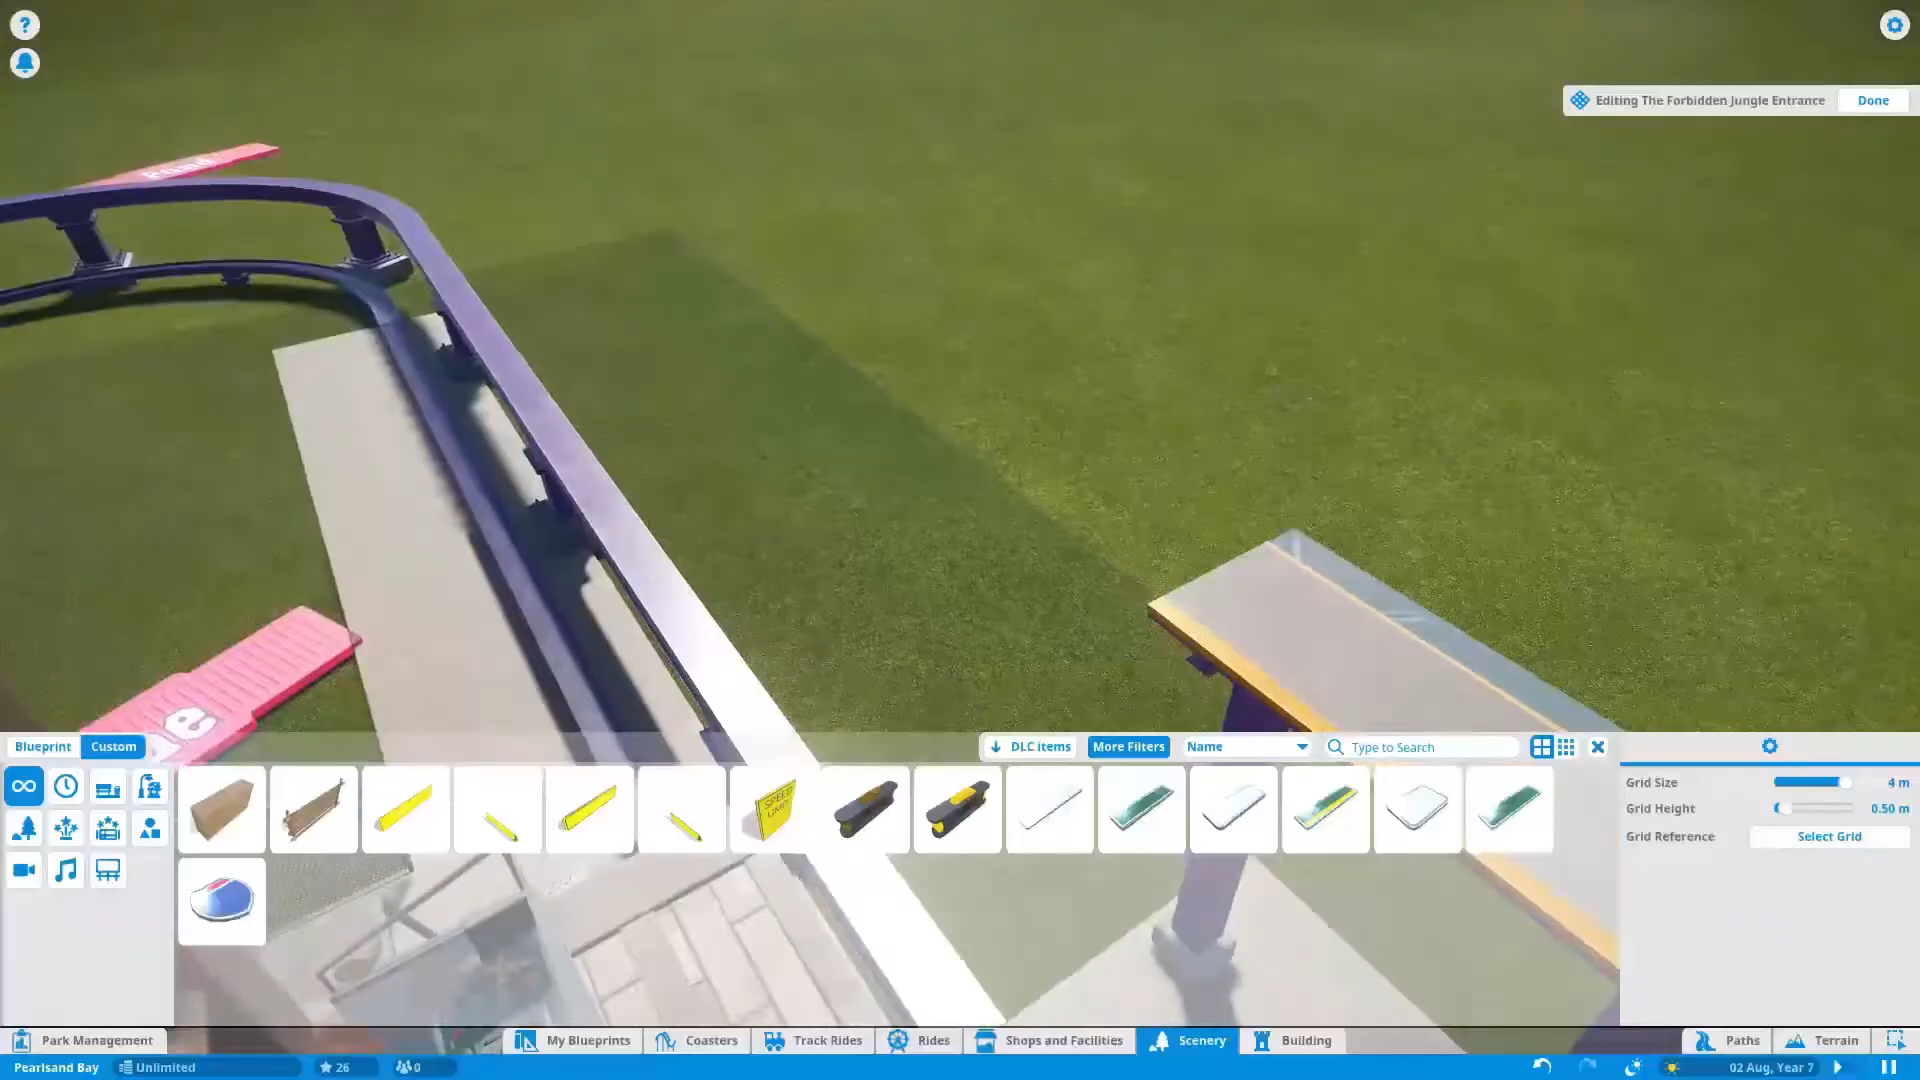 ?
Editing The Forbidden Jungle Entrance
Done
Blueprint
Custom
DLC items
More Filters
Name
Type to Search
SPEED LIMIT
Grid Size
4 m
Grid Height
0.50 m
Grid Reference
Select Grid
Park Management
My Blueprints
Coasters
Track Rides
Rides
Shops and Facilities
Scenery
Building
Paths
Terrain
Pearlsand Bay
Unlimited
26
0
02 Aug, Year 7